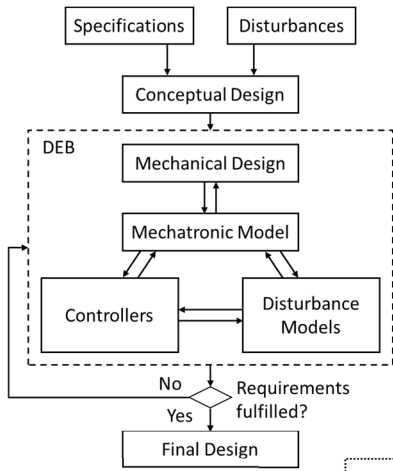 Specifications
Disturbances
Conceptual Design
DEB
Mechanical Design
Mechatronic Model
Controllers
Disturbance
Models
No
Requirements
fulfilled?
Yes
Final Design